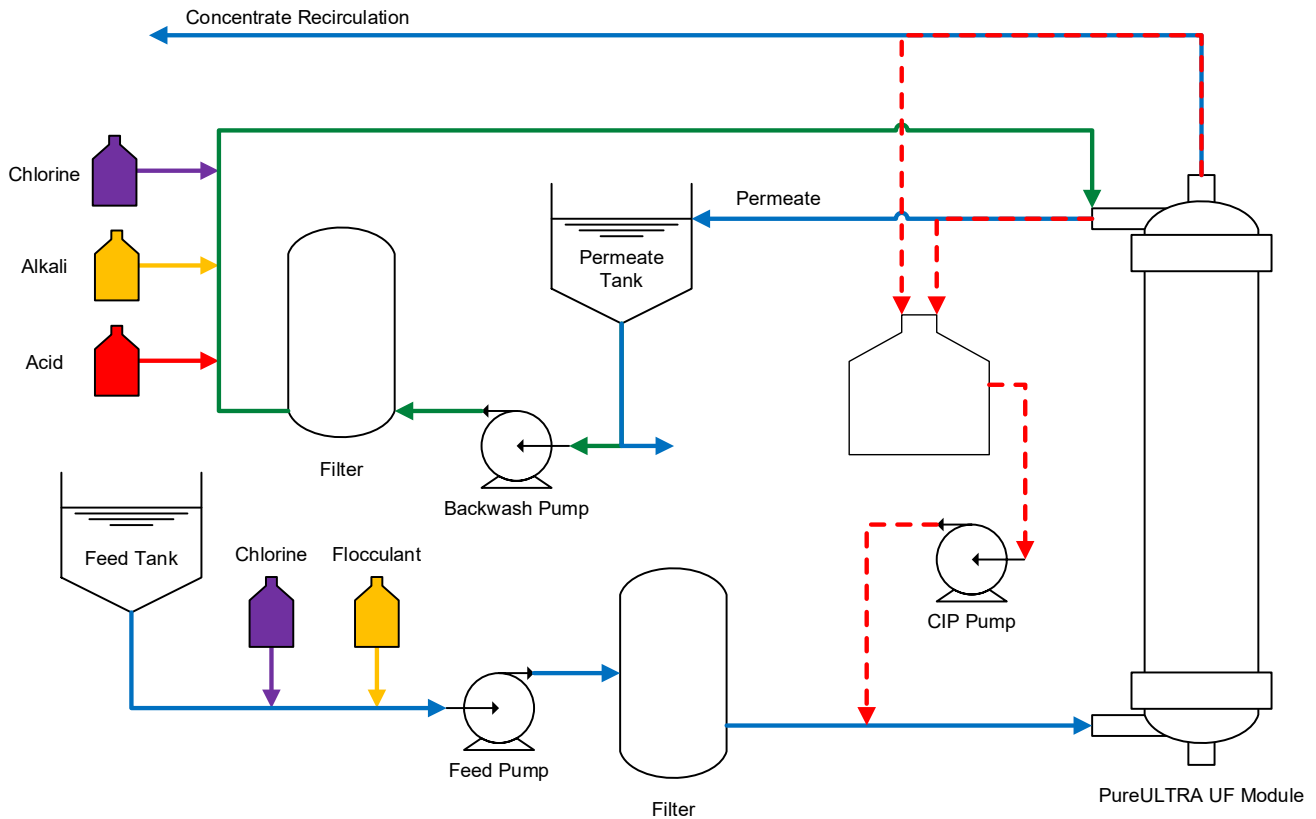 Concentrate Recirculation
Chlorine
Permeate
Alkali
Permeate
Tank
Acid
Filter
Backwash Pump
Feed Tank
Chlorine
Flocculant
CIP Pump
Feed Pump
Filter
PureULTRA UF Module